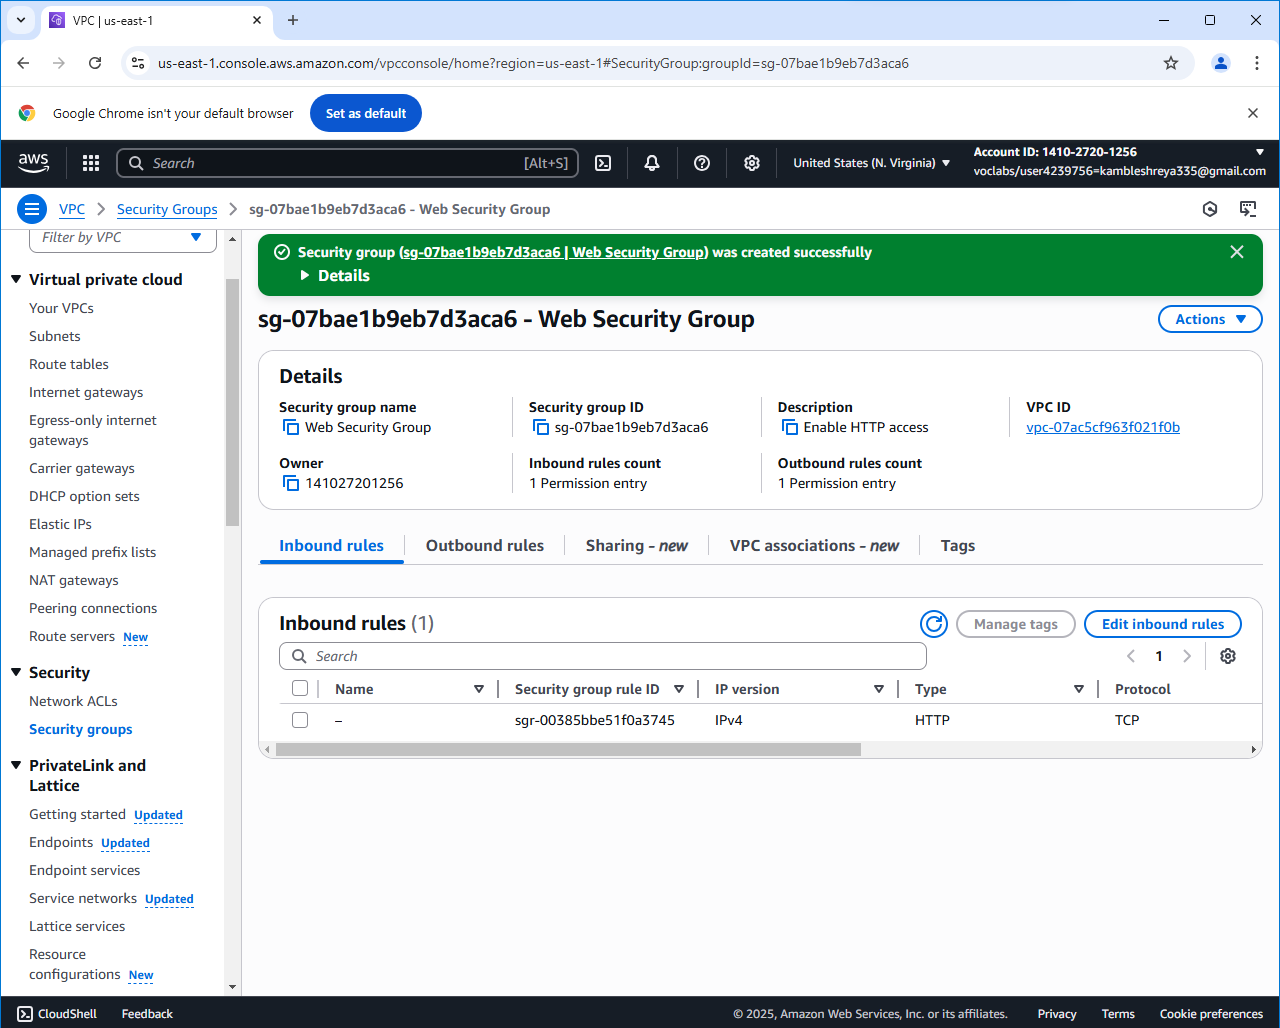 VPC | us-east-1
us-east-1.console.aws.amazon.com/vpcconsole/home?region=us-east-1#SecurityGroup:groupId=sg-07bae1b9eb7d3aca6
Google Chrome isn't your default browser
Set as default
aws
Search
[Alt+S]
United States (N. Virginia)
Account ID: 1410-2720-1256
voclabs/user4239756=kambleshreya335@gmail.com
VPC
Security Groups
sg-07bae1b9eb7d3aca6 - Web Security Group
Filter by VPC
Virtual private cloud
Your VPCs
Subnets
Route tables
Internet gateways
Egress-only internet
gateways
Carrier gateways
DHCP option sets
Elastic IPs
Managed prefix lists
NAT gateways
Peering connections
Route servers New
Security
Network ACLs
Security groups
PrivateLink and
Lattice
Getting started Updated
Endpoints Updated
Endpoint services
Service networks Updated
Lattice services
Resource
configurations New
Security group (sg-07bae1b9eb7d3aca6 | Web Security Group) was created successfully
Details
sg-07bae1b9eb7d3aca6 - Web Security Group
Actions
Details
Security group name
Web Security Group
Security group ID
sg-07bae1b9eb7d3aca6
Description
Enable HTTP access
VPC ID
vpc-07ac5cf963f021f0b
Owner
141027201256
Inbound rules count
1 Permission entry
Outbound rules count
1 Permission entry
Inbound rules
Outbound rules
Sharing - new
VPC associations - new
Tags
Inbound rules (1)
Manage tags
Edit inbound rules
Search
1
Name
Security group rule ID
IP version
Type
Protocol
–
sgr-00385bbe51f0a3745
IPv4
HTTP
TCP
CloudShell
Feedback
© 2025, Amazon Web Services, Inc. or its affiliates.
Privacy
Terms
Cookie preferences